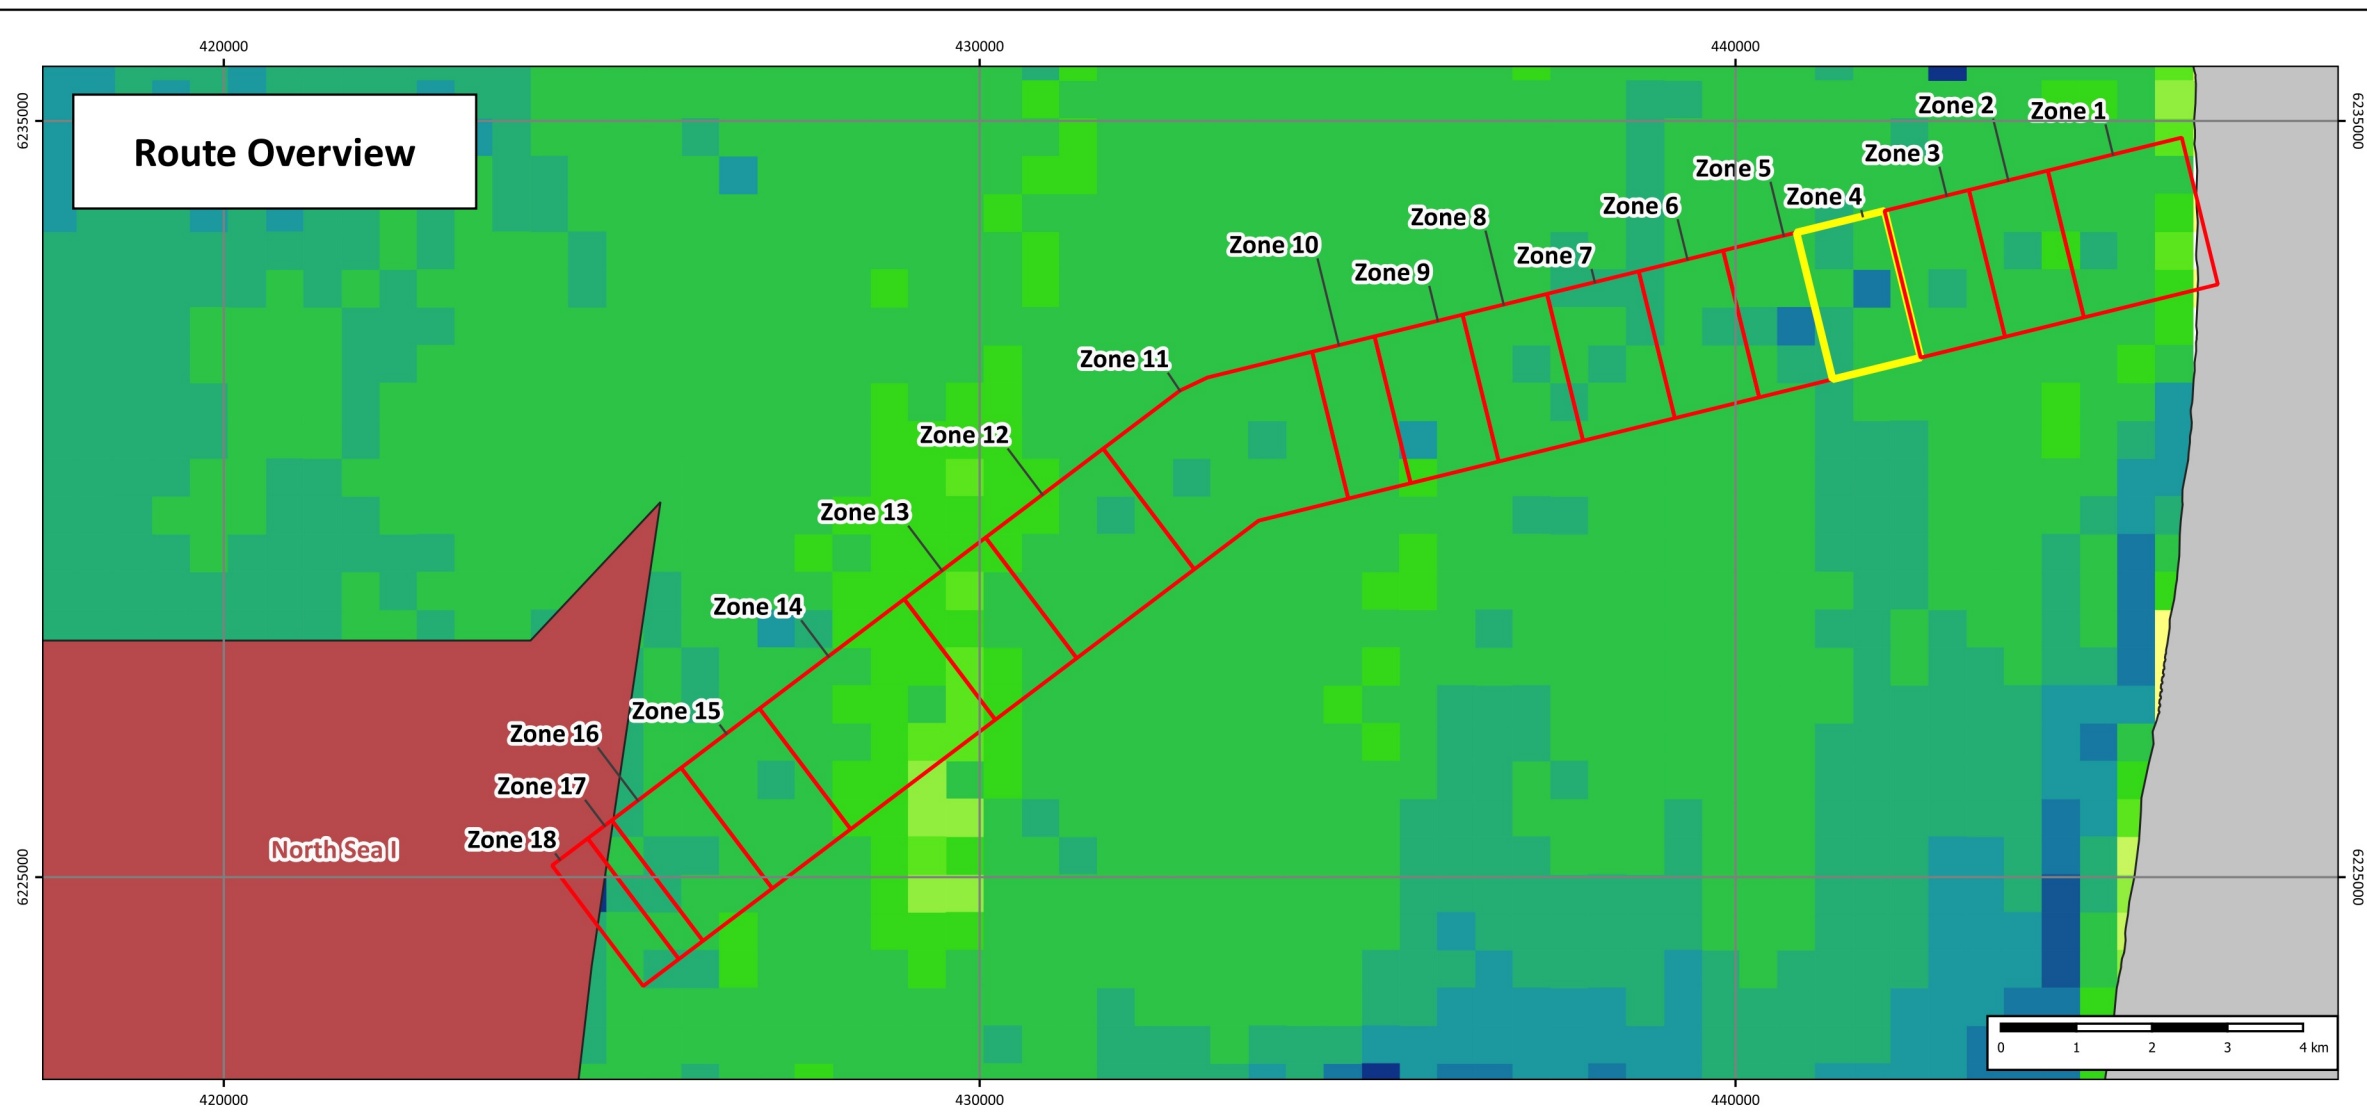 420000 430000 440000
6235000 6235000
Route Overview
Zone 2
Zone 1
Zone 3
Zone 5
Zone 4
Zone 6
Zone 8
Zone 10
Zone 7
Zone 9
Zone 11
Zone 12
Zone 13
Zone 14
Zone 15
Zone 16
Zone 17
Zone 18
North Sea I
6225000 6225000
0 1 2 3 4 km
420000 430000 440000